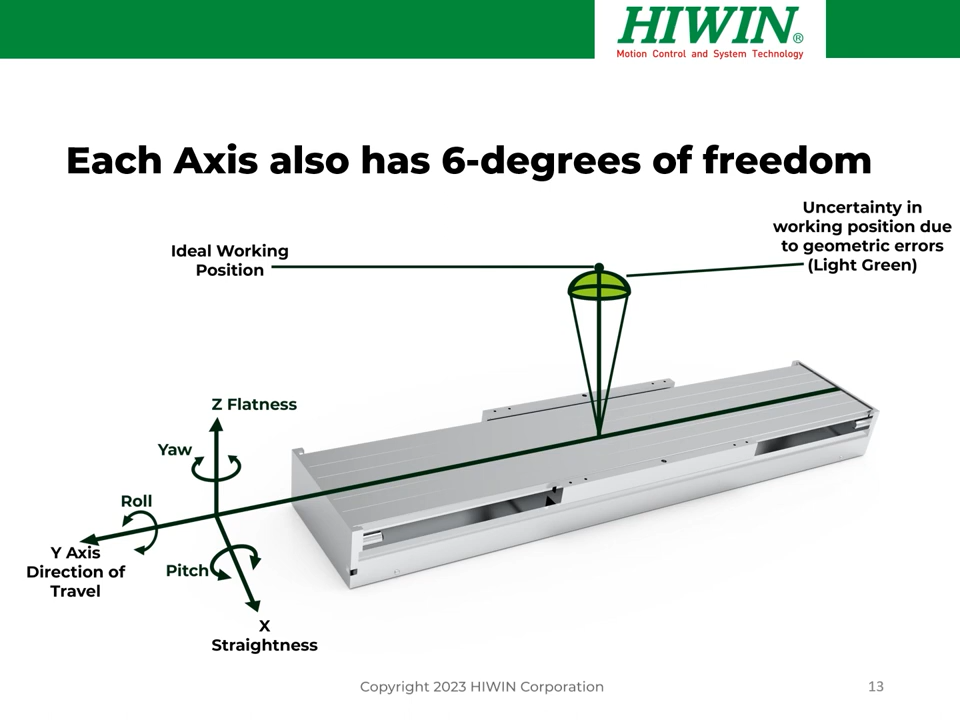 HIWIN®
Motion Control and System Technology
Each Axis also has 6-degrees of freedom
Uncertainty in
working position due
to geometric errors
(Light Green)
Ideal Working
Position
Z Flatness
Yaw
Roll
Y Axis
Direction of
Travel
Pitch
X
Straightness
Copyright 2023 HIWIN Corporation
13